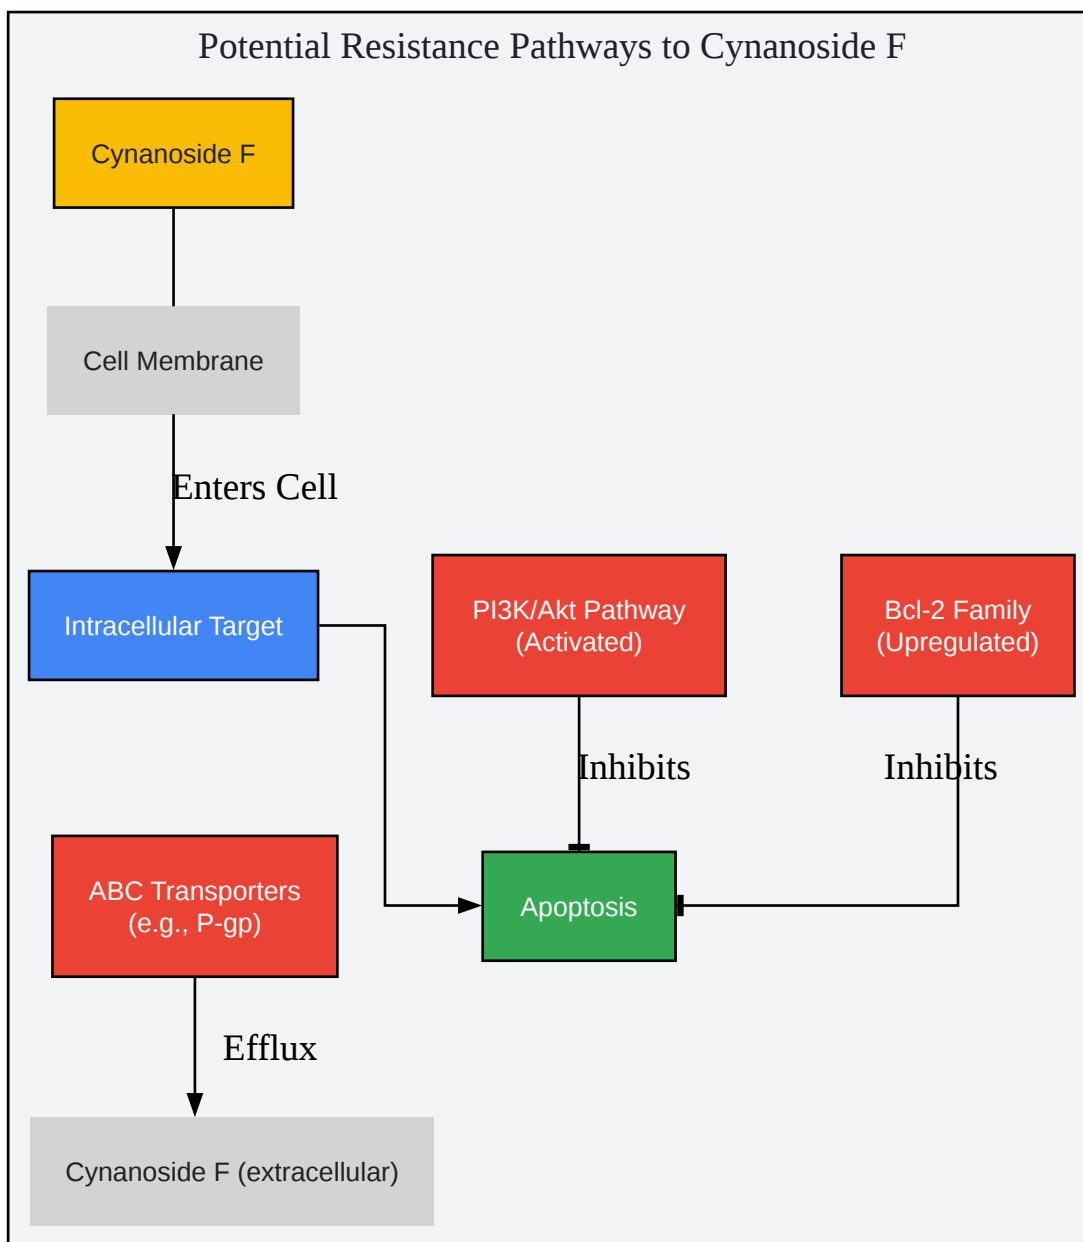 Potential Resistance Pathways to Cynanoside F
Cynanoside F
Cell Membrane
Enters Cell
Intracellular Target
PI3K/Akt Pathway
(Activated)
Bcl-2 Family
(Upregulated)
Inhibits
Inhibits
ABC Transporters
(e.g., P-gp)
Apoptosis
Efflux
Cynanoside F (extracellular)